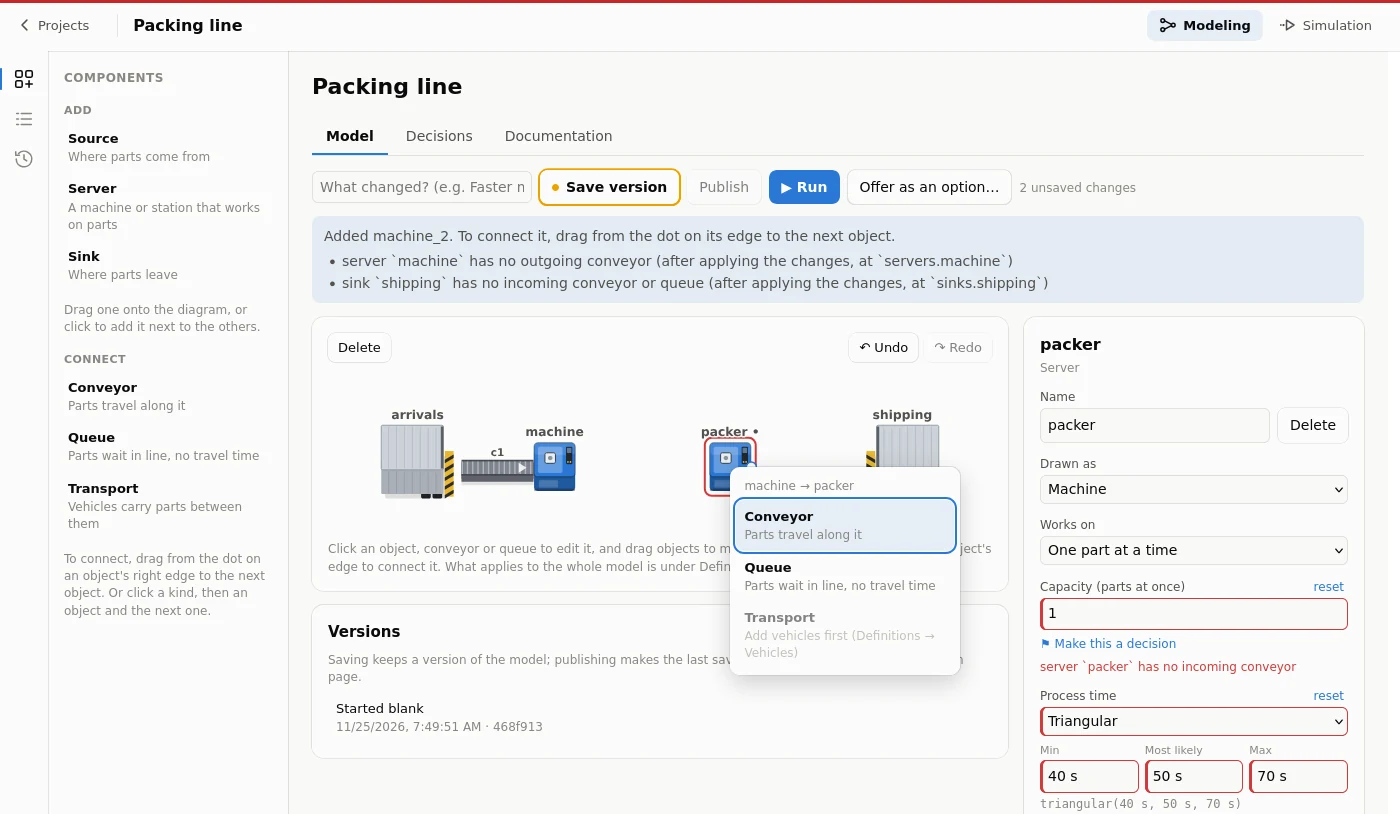 Projects
Packing line
Modeling
Simulation
COMPONENTS
ADD
Source
Where parts come from
Server
A machine or station that works
on parts
Sink
Where parts leave
Drag one onto the diagram, or
click to add it next to the others.
CONNECT
Conveyor
Parts travel along it
Queue
Parts wait in line, no travel time
Transport
Vehicles carry parts between
them
To connect, drag from the dot on
an object's right edge to the next
object. Or click a kind, then an
object and the next one.
Packing line
Model
Decisions
Documentation
What changed? (e.g. Faster
Save version
Publish
▶ Run
Offer as an option...
2 unsaved changes
Added machine_2. To connect it, drag from the dot on its edge to the next object.
• server `machine` has no outgoing conveyor (after applying the changes, at `servers.machine`)
• sink `shipping` has no incoming conveyor or queue (after applying the changes, at `sinks.shipping`)
Delete
↶ Undo
↷ Redo
arrivals
machine
c1
packer •
shipping
machine → packer
Conveyor
Parts travel along it
Queue
Parts wait in line, no travel time
Transport
Add vehicles first (Definitions →
Vehicles)
Click an object, conveyor or queue to edit it, and drag objects to
edge to connect it. What applies to the whole model is under
Versions
Saving keeps a version of the model; publishing makes the last
page.
Started blank
11/25/2026, 7:49:51 AM · 468f913
packer
Server
Name
packer
Delete
Drawn as
Machine
Works on
One part at a time
Capacity (parts at once)
reset
1
⚑ Make this a decision
server `packer` has no incoming conveyor
Process time
reset
Triangular
Min
Most likely
Max
40 s
50 s
70 s
triangular(40 s, 50 s, 70 s)